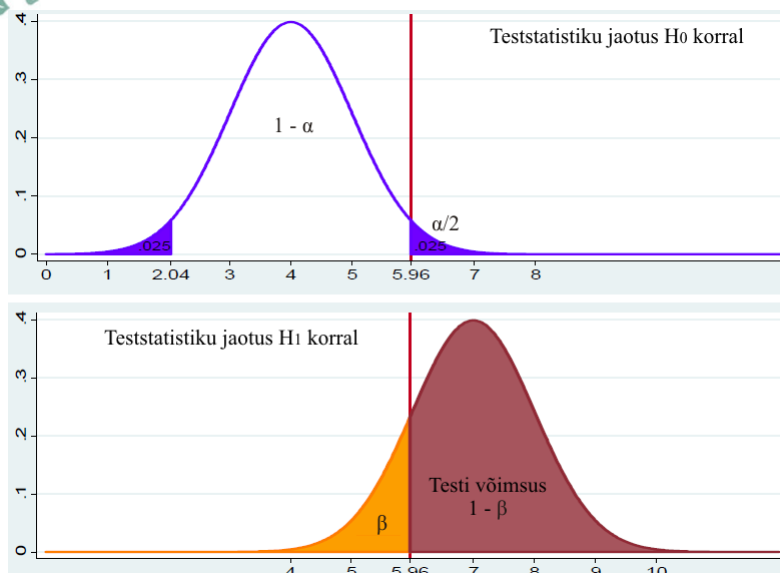 Teststatistiku jaotus H0 korral
.4
.3
.2
.1
0
1 - α
α/2
.025
.025
0 1 2.04 3 4 5 5.96 7 8
Teststatistiku jaotus H1 korral
.4
.3
.2
.1
0
Testi võimsus
1 - β
β
4 5 5.96 7 8 9 10